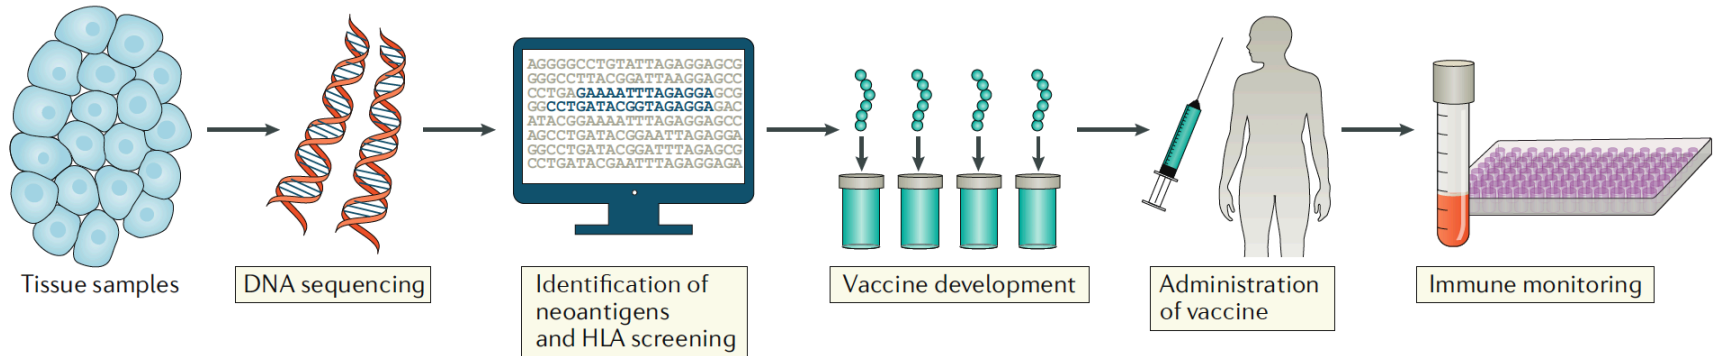 AGGGGCCTGTATTAGAGGAGCG
GGGCCTTACGGATTAAGGAGCC
CCTGAGAAAATTTAGAGGAGCG
GGCCTGATACGGTAGAGGAGAC
ATACGGAAAATTTAGAGGAGCC
AGCCTGATACGGAATTAGAGGA
GGCCTGATACGGATTTAGAGCG
CCTGATACGAATTTAGAGGAGA
Tissue samples
DNA sequencing
Identification of
neoantigens
and HLA screening
Vaccine development
Administration
of vaccine
Immune monitoring